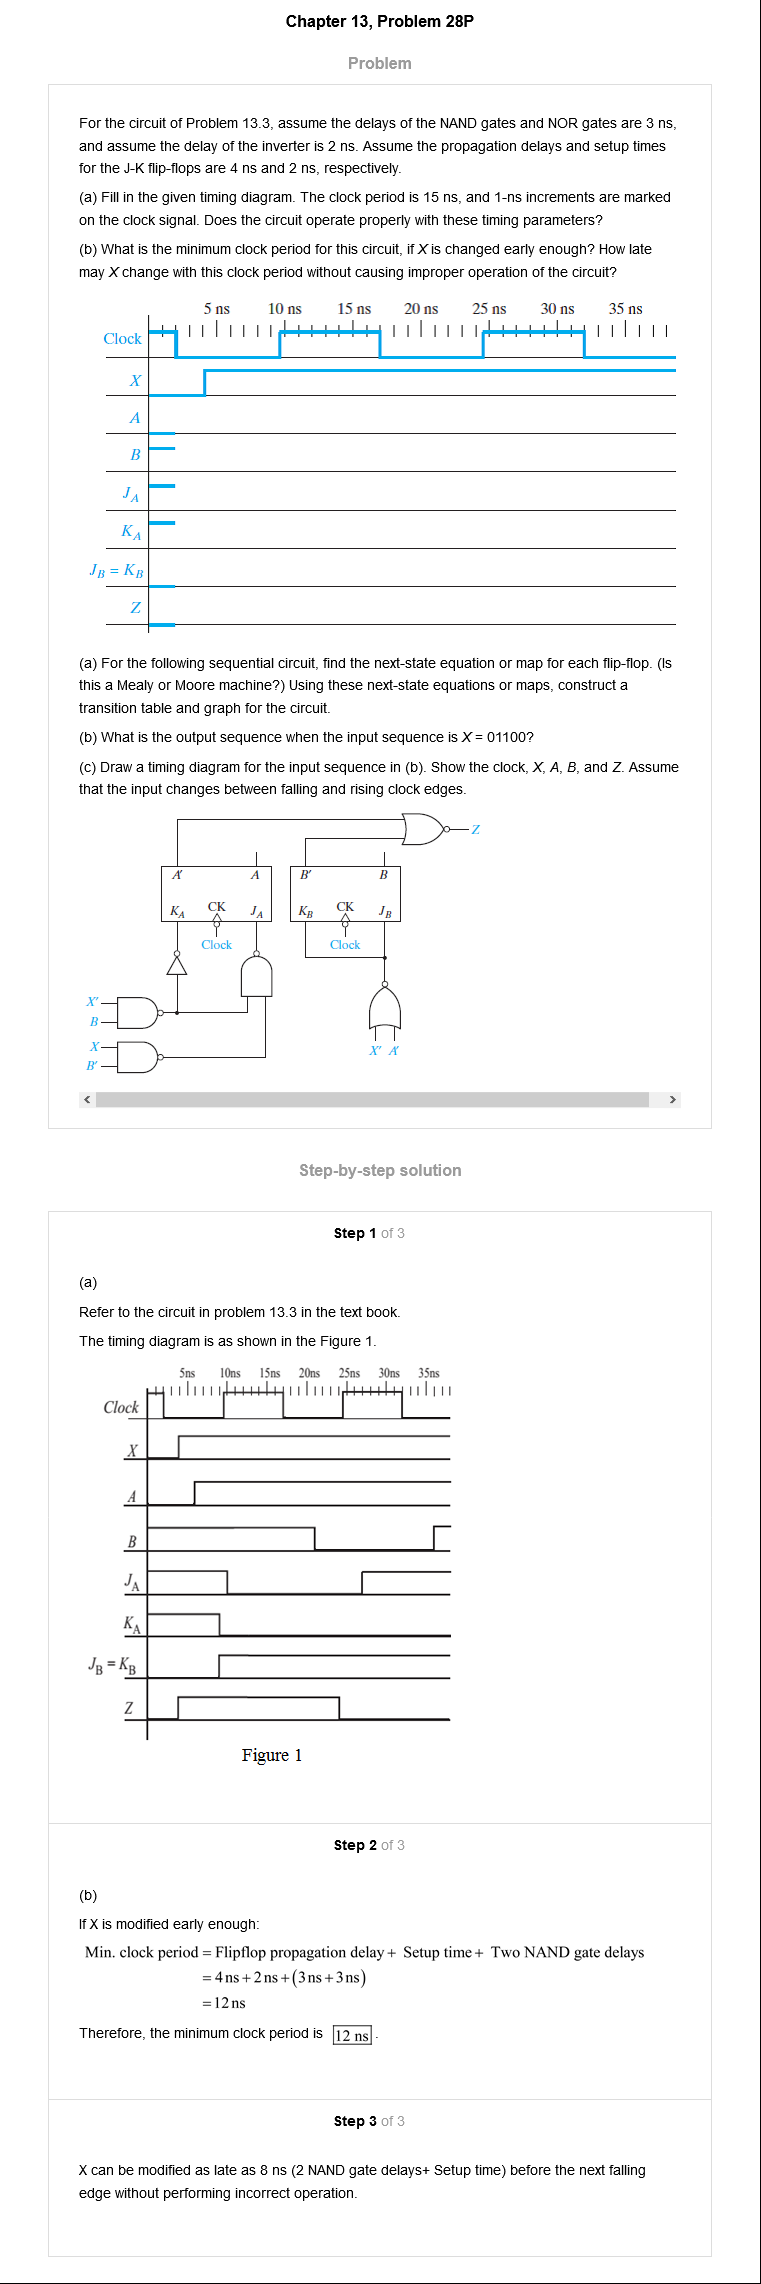 Chapter 13, Problem 28P
Problem
For the circuit of Problem 13.3, assume the delays of the NAND gates and NOR gates are 3 ns,
and assume the delay of the inverter is 2 ns. Assume the propagation delays and setup times
for the J-K flip-flops are 4 ns and 2 ns, respectively.
(a) Fill in the given timing diagram. The clock period is 15 ns, and 1-ns increments are marked
on the clock signal. Does the circuit operate properly with these timing parameters?
(b) What is the minimum clock period for this circuit, if X is changed early enough? How late
may X change with this clock period without causing improper operation of the circuit?
5 ns 10 ns 15 ns 20 ns 25 ns 30 ns 35 ns
Clock
X
A
B
J_A
K_A
J_B = K_B
Z
(a) For the following sequential circuit, find the next-state equation or map for each flip-flop. (Is
this a Mealy or Moore machine?) Using these next-state equations or maps, construct a
transition table and graph for the circuit.
(b) What is the output sequence when the input sequence is X = 01100?
(c) Draw a timing diagram for the input sequence in (b). Show the clock, X, A, B, and Z. Assume
that the input changes between falling and rising clock edges.
Z
A′ A B′ B
K_A CK J_A K_B CK J_B
Clock Clock
X′
B
X
B′
X′ A′
< >
Step-by-step solution
Step 1 of 3
(a)
Refer to the circuit in problem 13.3 in the text book.
The timing diagram is as shown in the Figure 1.
5ns 10ns 15ns 20ns 25ns 30ns 35ns
Clock
X
A
B
J_A
K_A
J_B = K_B
Z
Figure 1
Step 2 of 3
(b)
If X is modified early enough:
Min. clock period = Flipflop propagation delay + Setup time + Two NAND gate delays
= 4 ns + 2 ns + (3 ns + 3 ns)
= 12 ns
Therefore, the minimum clock period is 12 ns .
Step 3 of 3
X can be modified as late as 8 ns (2 NAND gate delays+ Setup time) before the next falling
edge without performing incorrect operation.